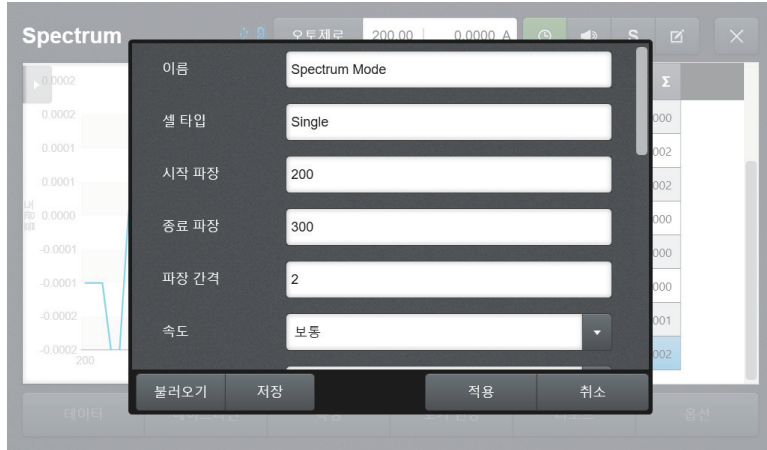 Spectrum
오토제로
200.00
0.0000 A
S
이름
Spectrum Mode
셀 타입
Single
시작 파장
200
종료 파장
300
파장 간격
2
속도
보통
불러오기
저장
적용
취소
0.0002
0.0002
0.0001
0.0001
0.0000
-0.0001
-0.0001
-0.0002
-0.0002
200
흡광도
Σ
000
002
002
000
000
000
001
002
데이터
옵션